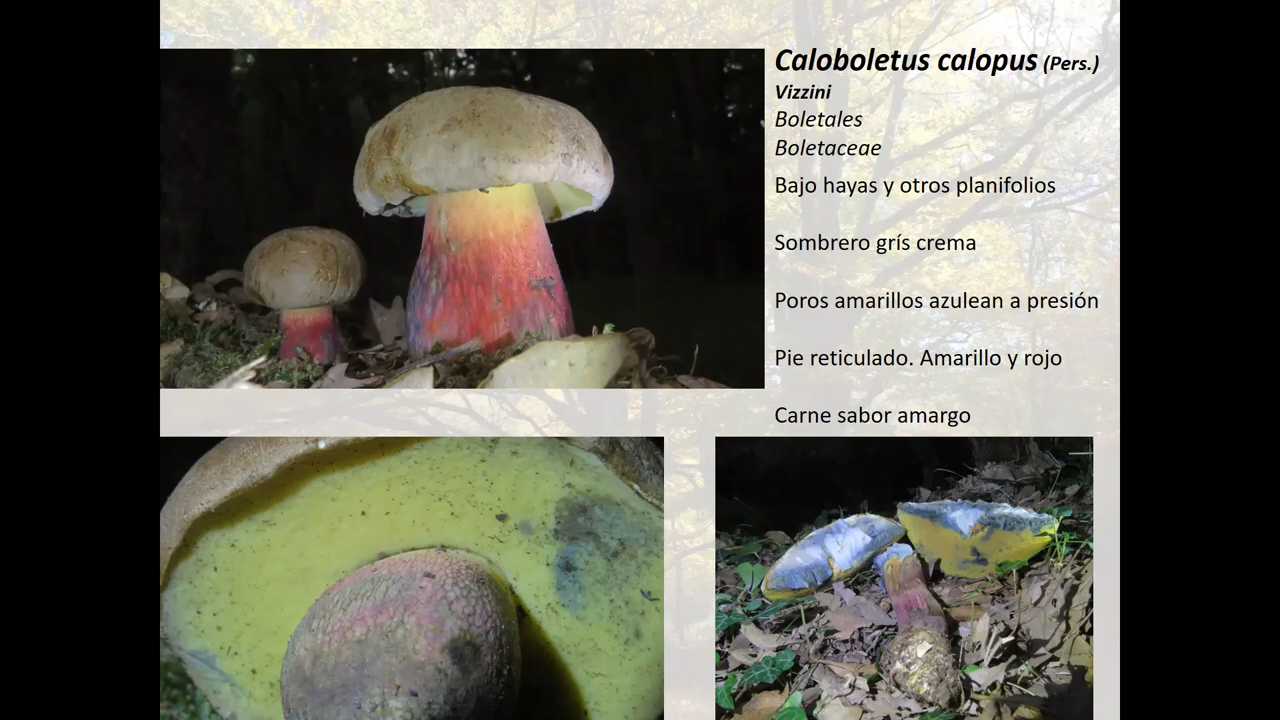 Caloboletus calopus (Pers.)
Vizzini
Boletales
Boletaceae
Bajo hayas y otros planifolios
Sombrero grís crema
Poros amarillos azulean a presión
Pie reticulado. Amarillo y rojo
Carne sabor amargo